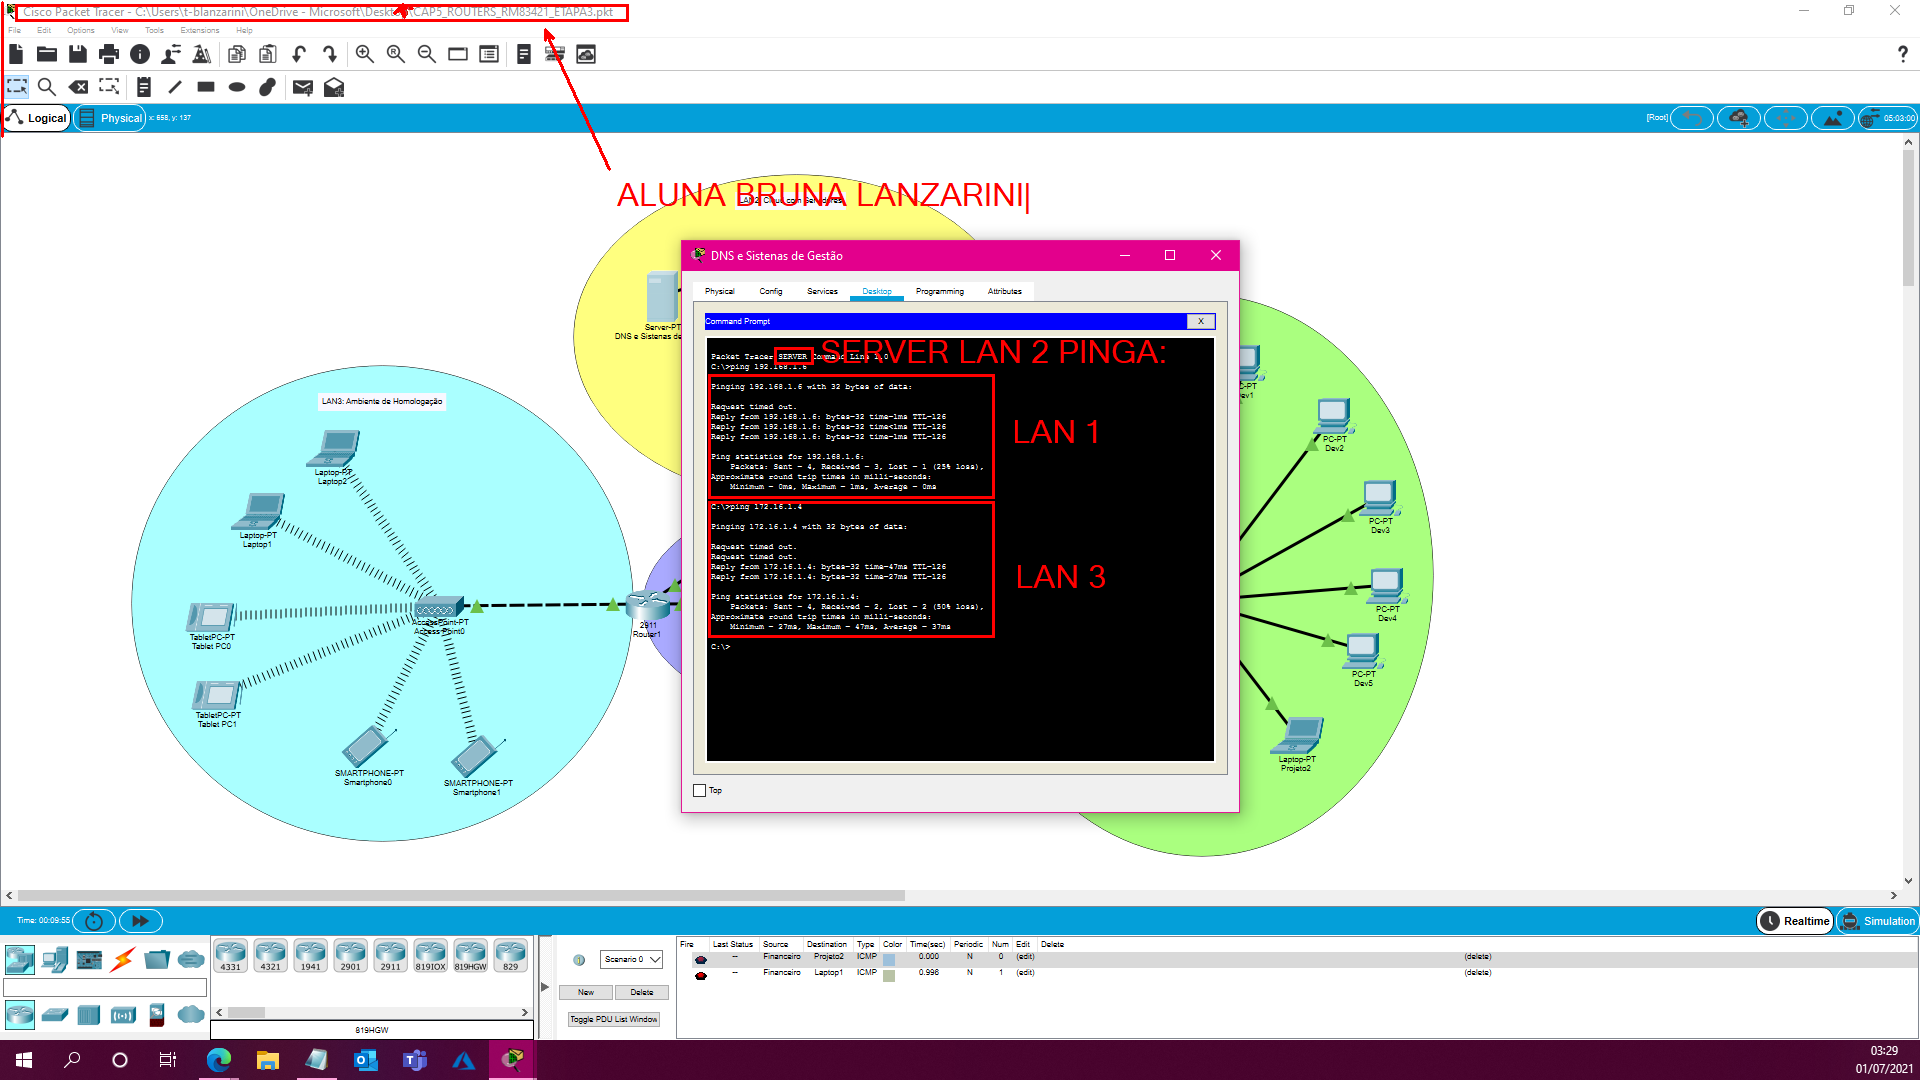 Cisco Packet Tracer - C:\Users\t-blanzarini\OneDrive - Microsoft\Desktop\CAP5_ROUTERS_RM83421_ETAPA3.pkt
File Edit Options View Tools Extensions Help
Logical Physical x: 658, y: 137 [Root] 05:03:00
ALUNA BRUNA LANZARINI
LAN2: Cloud com Servidores
DNS e Sistenas de Gestão
Physical Config Services Desktop Programming Attributes
Command Prompt X
Packet Tracer SERVER Command Line 1.0
SERVER LAN 2 PINGA:
C:\>ping 192.168.1.6
Pinging 192.168.1.6 with 32 bytes of data:
Request timed out.
Reply from 192.168.1.6: bytes=32 time=1ms TTL=126
Reply from 192.168.1.6: bytes=32 time<1ms TTL=126
Reply from 192.168.1.6: bytes=32 time=1ms TTL=126
Ping statistics for 192.168.1.6:
Packets: Sent = 4, Received = 3, Lost = 1 (25% loss),
Approximate round trip times in milli-seconds:
Minimum = 0ms, Maximum = 1ms, Average = 0ms
LAN 1
C:\>ping 172.16.1.4
Pinging 172.16.1.4 with 32 bytes of data:
Request timed out.
Request timed out.
Reply from 172.16.1.4: bytes=32 time=47ms TTL=126
Reply from 172.16.1.4: bytes=32 time=27ms TTL=126
Ping statistics for 172.16.1.4:
Packets: Sent = 4, Received = 2, Lost = 2 (50% loss),
Approximate round trip times in milli-seconds:
Minimum = 27ms, Maximum = 47ms, Average = 37ms
LAN 3
C:\>
Top
Server-PT
DNS e Sistemas de
LAN3: Ambiente de Homologação
Laptop-PT
Laptop2
Laptop-PT
Laptop1
TabletPC-PT
Tablet PC0
TabletPC-PT
Tablet PC1
SMARTPHONE-PT
Smartphone0
SMARTPHONE-PT
Smartphone1
AccessPoint-PT
Access Point0
2911
Router1
C-PT
ev1
PC-PT
Dev2
PC-PT
Dev3
PC-PT
Dev4
PC-PT
Dev5
Laptop-PT
Projeto2
Time: 00:09:55 Realtime Simulation
4331 4321 1941 2901 2911 819IOX 819HGW 829
819HGW
Scenario 0
New Delete
Toggle PDU List Window
Fire Last Status Source Destination Type Color Time(sec) Periodic Num Edit Delete
-- Financeiro Projeto2 ICMP 0.000 N 0 (edit) (delete)
-- Financeiro Laptop1 ICMP 0.996 N 1 (edit) (delete)
03:29
01/07/2021